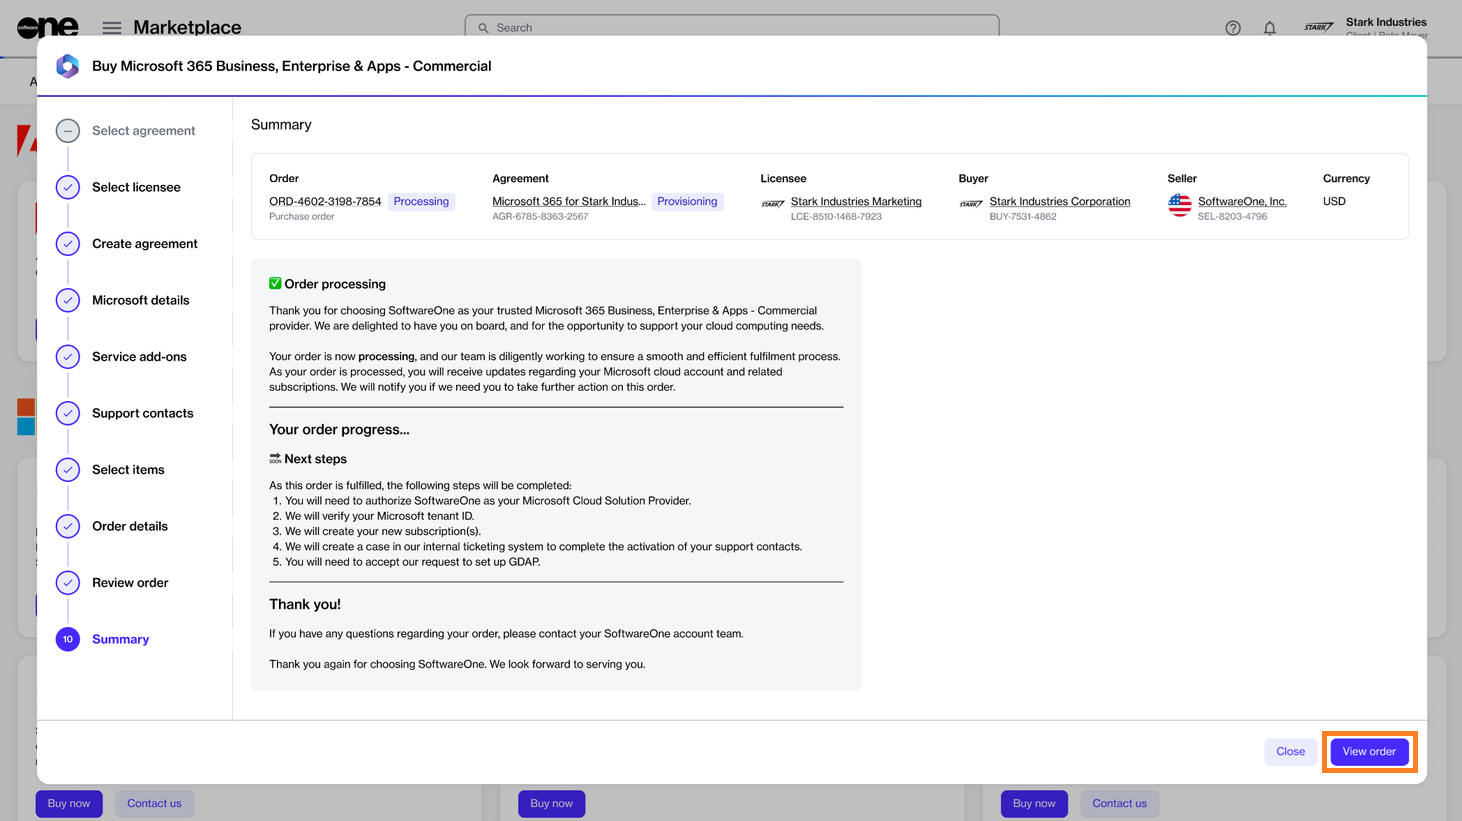 software one
Marketplace
Search
STARK
Stark Industries
Buy Microsoft 365 Business, Enterprise & Apps - Commercial
Select agreement
Select licensee
Create agreement
Microsoft details
Service add-ons
Support contacts
Select items
Order details
Review order
10 Summary
Summary
Order
Agreement
Licensee
Buyer
Seller
Currency
ORD-4602-3198-7854 Processing
Purchase order
Microsoft 365 for Stark Indus... Provisioning
AGR-6785-8363-2567
STARK Stark Industries Marketing
LCE-8510-1468-7923
STARK Stark Industries Corporation
BUY-7531-4862
SoftwareOne, Inc.
SEL-8203-4796
USD
✅ Order processing
Thank you for choosing SoftwareOne as your trusted Microsoft 365 Business, Enterprise & Apps - Commercial
provider. We are delighted to have you on board, and for the opportunity to support your cloud computing needs.
Your order is now processing, and our team is diligently working to ensure a smooth and efficient fulfilment process.
As your order is processed, you will receive updates regarding your Microsoft cloud account and related
subscriptions. We will notify you if we need you to take further action on this order.
Your order progress...
🔜 Next steps
As this order is fulfilled, the following steps will be completed:
1. You will need to authorize SoftwareOne as your Microsoft Cloud Solution Provider.
2. We will verify your Microsoft tenant ID.
3. We will create your new subscription(s).
4. We will create a case in our internal ticketing system to complete the activation of your support contacts.
5. You will need to accept our request to set up GDAP.
Thank you!
If you have any questions regarding your order, please contact your SoftwareOne account team.
Thank you again for choosing SoftwareOne. We look forward to serving you.
Close
View order
Buy now
Contact us
Buy now
Buy now
Contact us